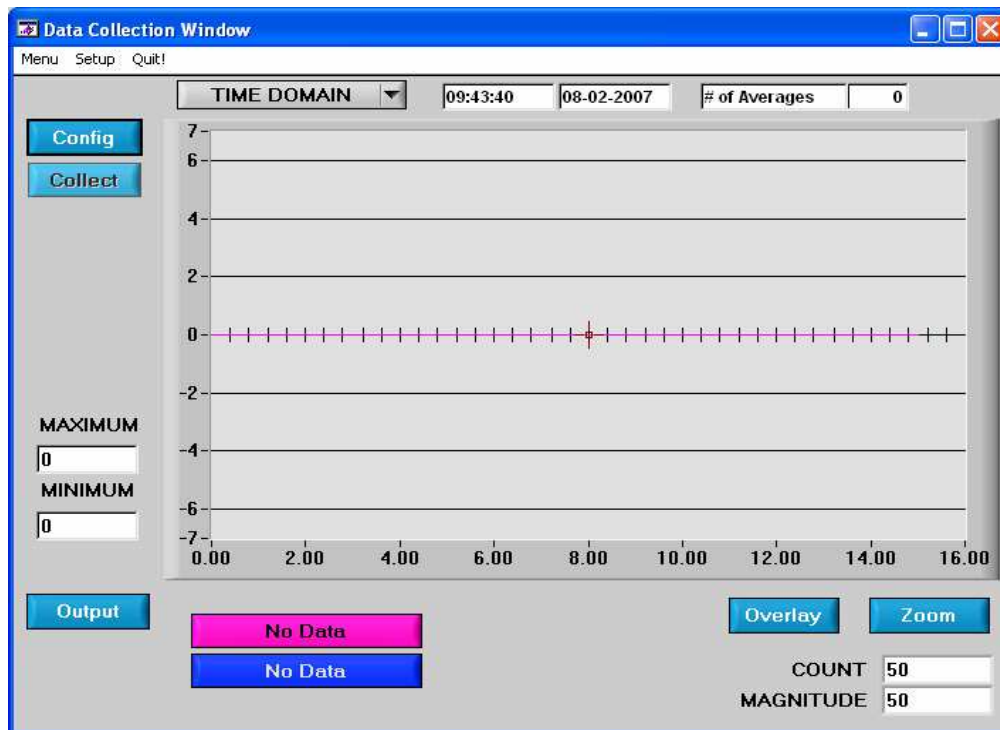 Data Collection Window
Menu Setup Quit!
TIME DOMAIN 09:43:40 08-02-2007 # of Averages 0
Config
Collect
7
6
4
2
0
-2
-4
-6
-7
0.00 2.00 4.00 6.00 8.00 10.00 12.00 14.00 16.00
MAXIMUM
0
MINIMUM
0
Output
No Data
No Data
Overlay Zoom
COUNT 50
MAGNITUDE 50